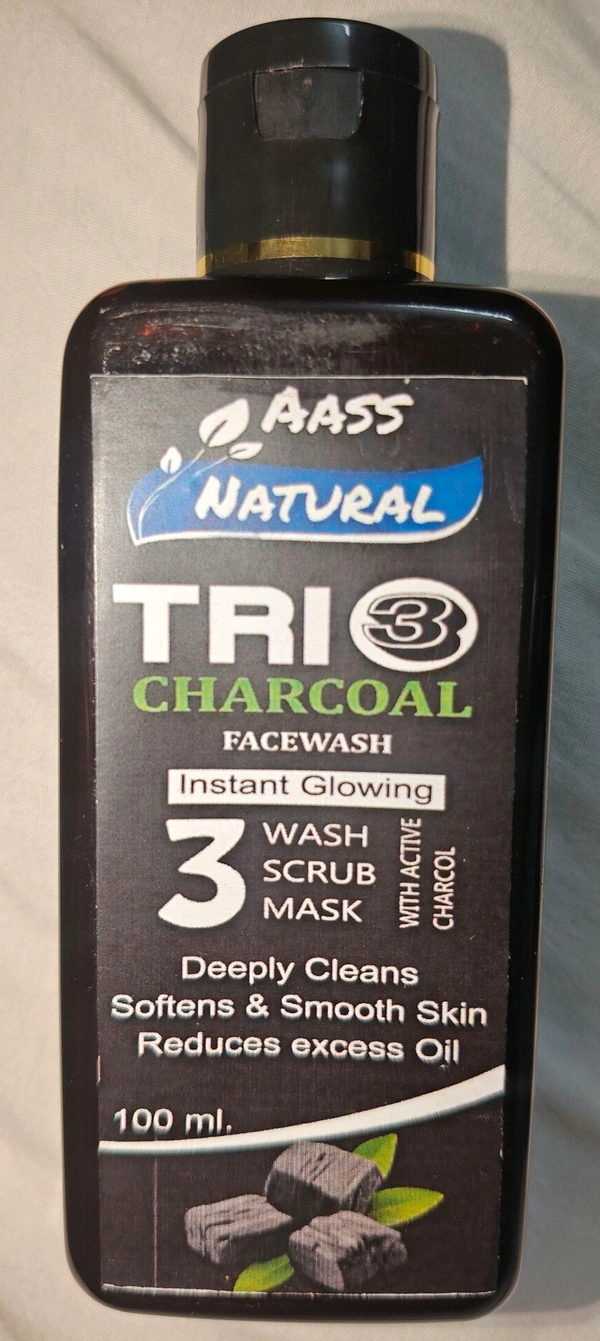 AASS
NATURAL
TRI 3
CHARCOAL
FACEWASH
Instant Glowing
3 WASH
SCRUB
MASK
WITH ACTIVE
CHARCOL
Deeply Cleans
Softens & Smooth Skin
Reduces excess Oil
100 ml.